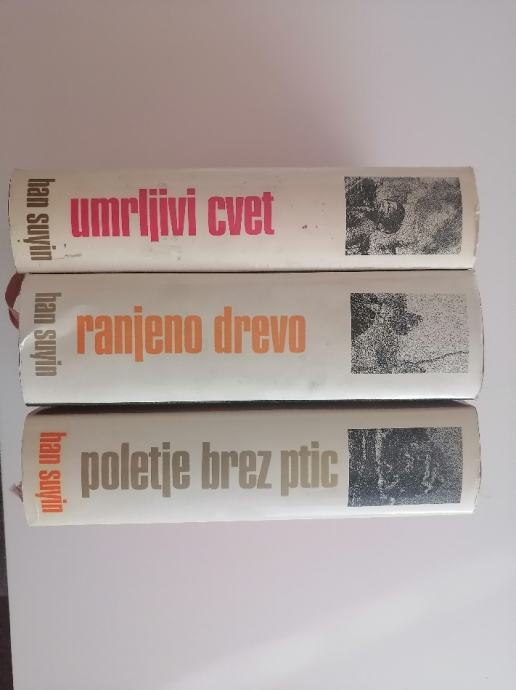 han suyin
umrljivi cvet
han suyin
ranjeno drevo
han suyin
poletje brez ptic